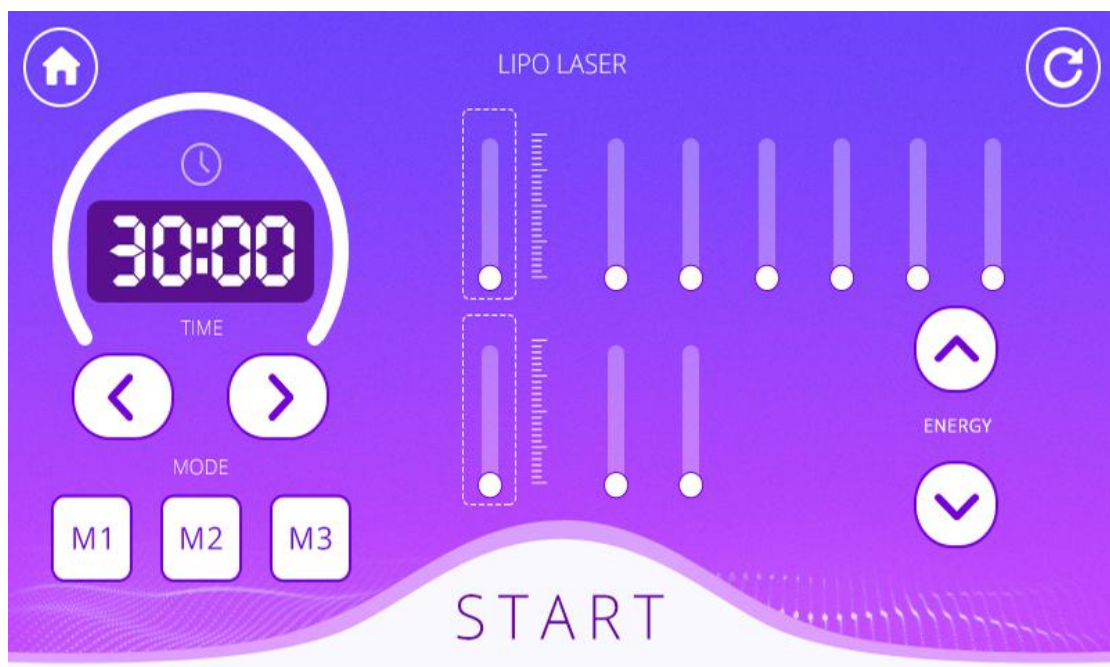 LIPO LASER
30:00
TIME
MODE
M1 M2 M3
ENERGY
START